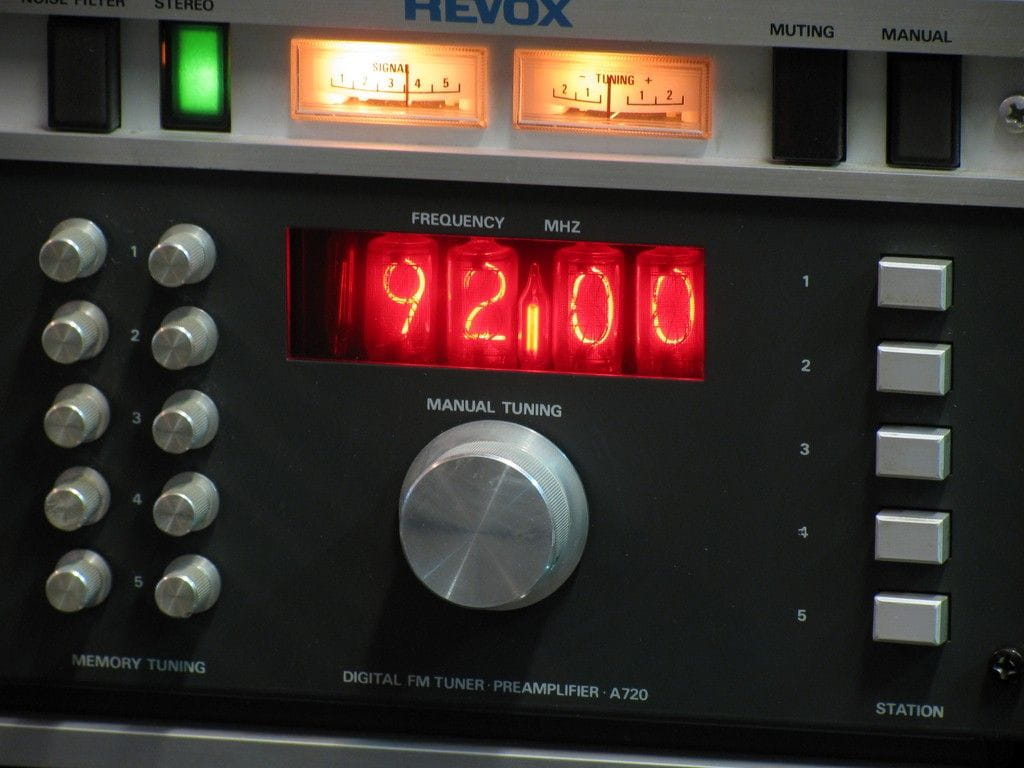 NOISE FILTER STEREO
REVOX
MUTING MANUAL
SIGNAL
1 2 3 4 5
- TUNING +
2 1 1 2
FREQUENCY MHZ
92.00
1
2
3
4
5
MEMORY TUNING
MANUAL TUNING
DIGITAL FM TUNER · PREAMPLIFIER · A720
1
2
3
4
5
STATION